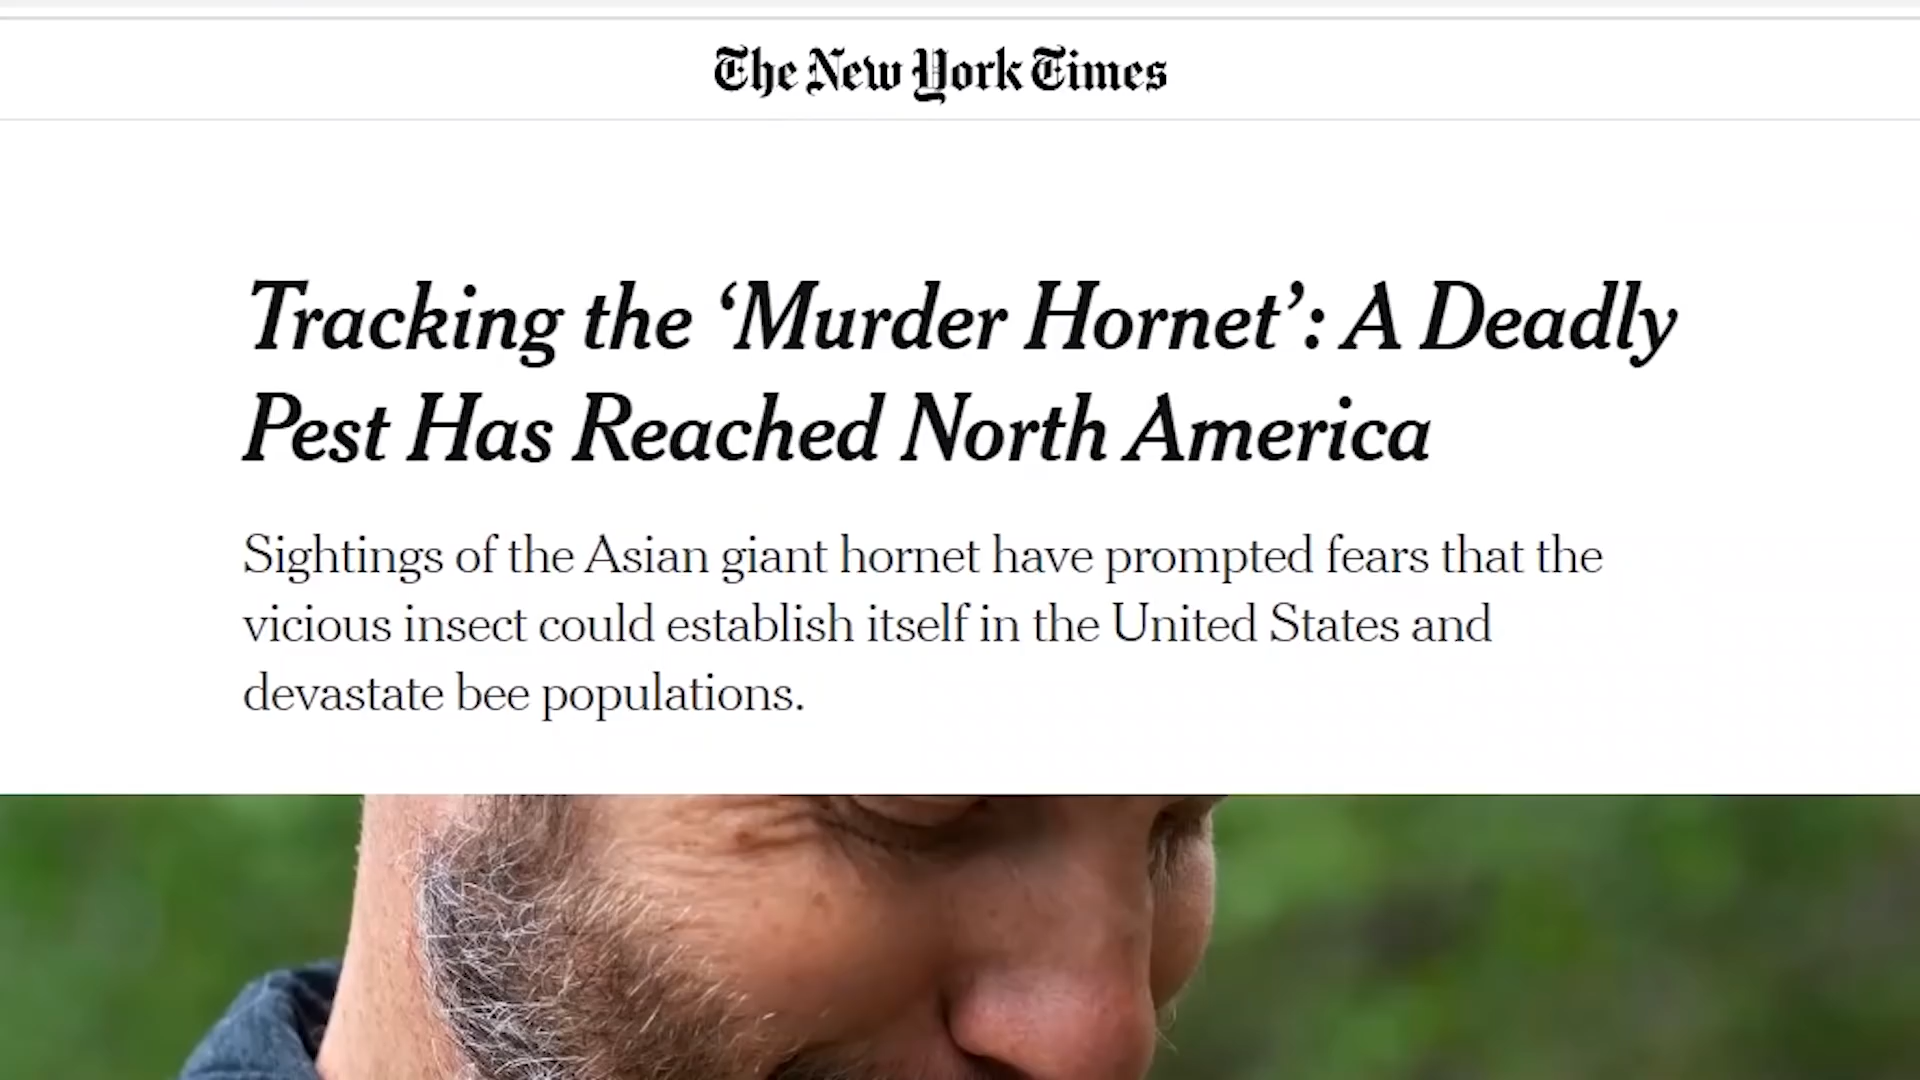 The New York Times
Tracking the ‘Murder Hornet’: A Deadly
Pest Has Reached North America
Sightings of the Asian giant hornet have prompted fears that the
vicious insect could establish itself in the United States and
devastate bee populations.